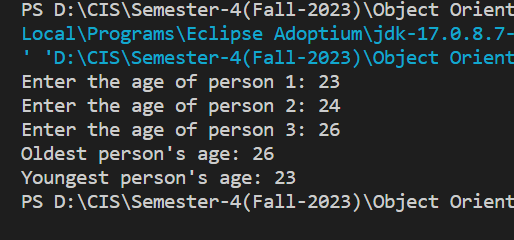 PS D:\CIS\Semester-4(Fall-2023)\Object Orient
Local\Programs\Eclipse Adoptium\jdk-17.0.8.7-
' 'D:\CIS\Semester-4(Fall-2023)\Object Orient
Enter the age of person 1: 23
Enter the age of person 2: 24
Enter the age of person 3: 26
Oldest person's age: 26
Youngest person's age: 23
PS D:\CIS\Semester-4(Fall-2023)\Object Orient